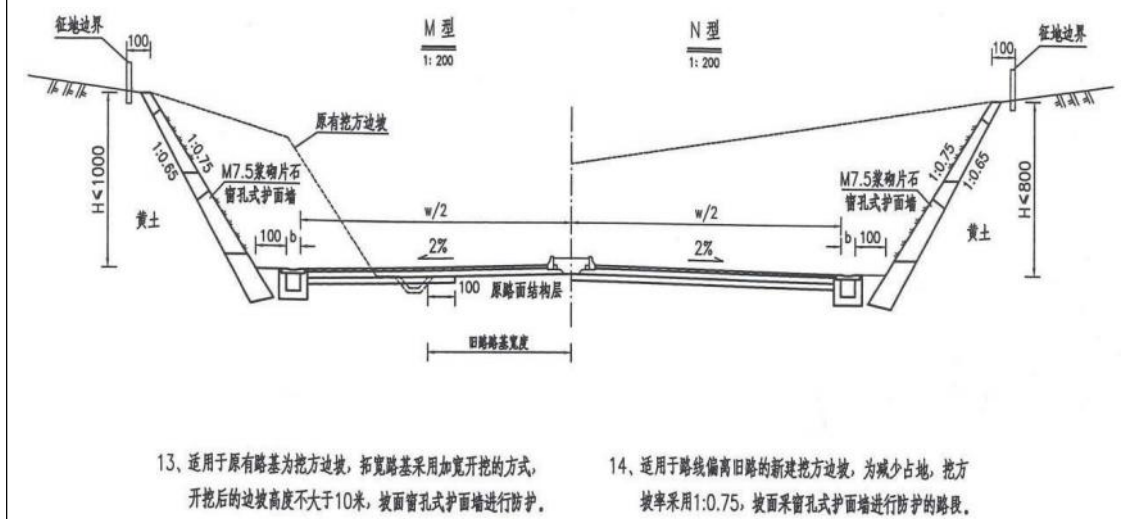 征地边界
100
M 型
1: 200
N 型
1: 200
100
征地边界
原有挖方边坡
H≤1000
1:0.75
1:0.65
M7.5浆砌片石
窗孔式护面墙
黄土
100
b
w/2
w/2
2%
2%
M7.5浆砌片石
窗孔式护面墙
1:0.75
1:0.65
H≤800
黄土
b
100
100
原路面结构层
旧路路基宽度
13、适用于原有路基为挖方边坡，拓宽路基采用加宽开挖的方式，
开挖后的边坡高度不大于10米，坡面窗孔式护面墙进行防护。
14、适用于路线偏离旧路的新建挖方边坡，为减少占地，挖方
坡率采用1:0.75，坡面采窗孔式护面墙进行防护的路段。